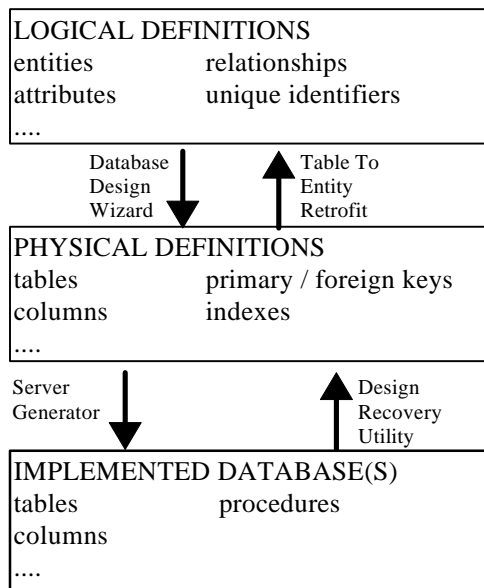 LOGICAL DEFINITIONS
entities relationships
attributes unique identifiers
....
Database Table To
Design Entity
Wizard Retrofit
PHYSICAL DEFINITIONS
tables primary / foreign keys
columns indexes
....
Server Design
Generator Recovery
Utility
IMPLEMENTED DATABASE(S)
tables procedures
columns
....